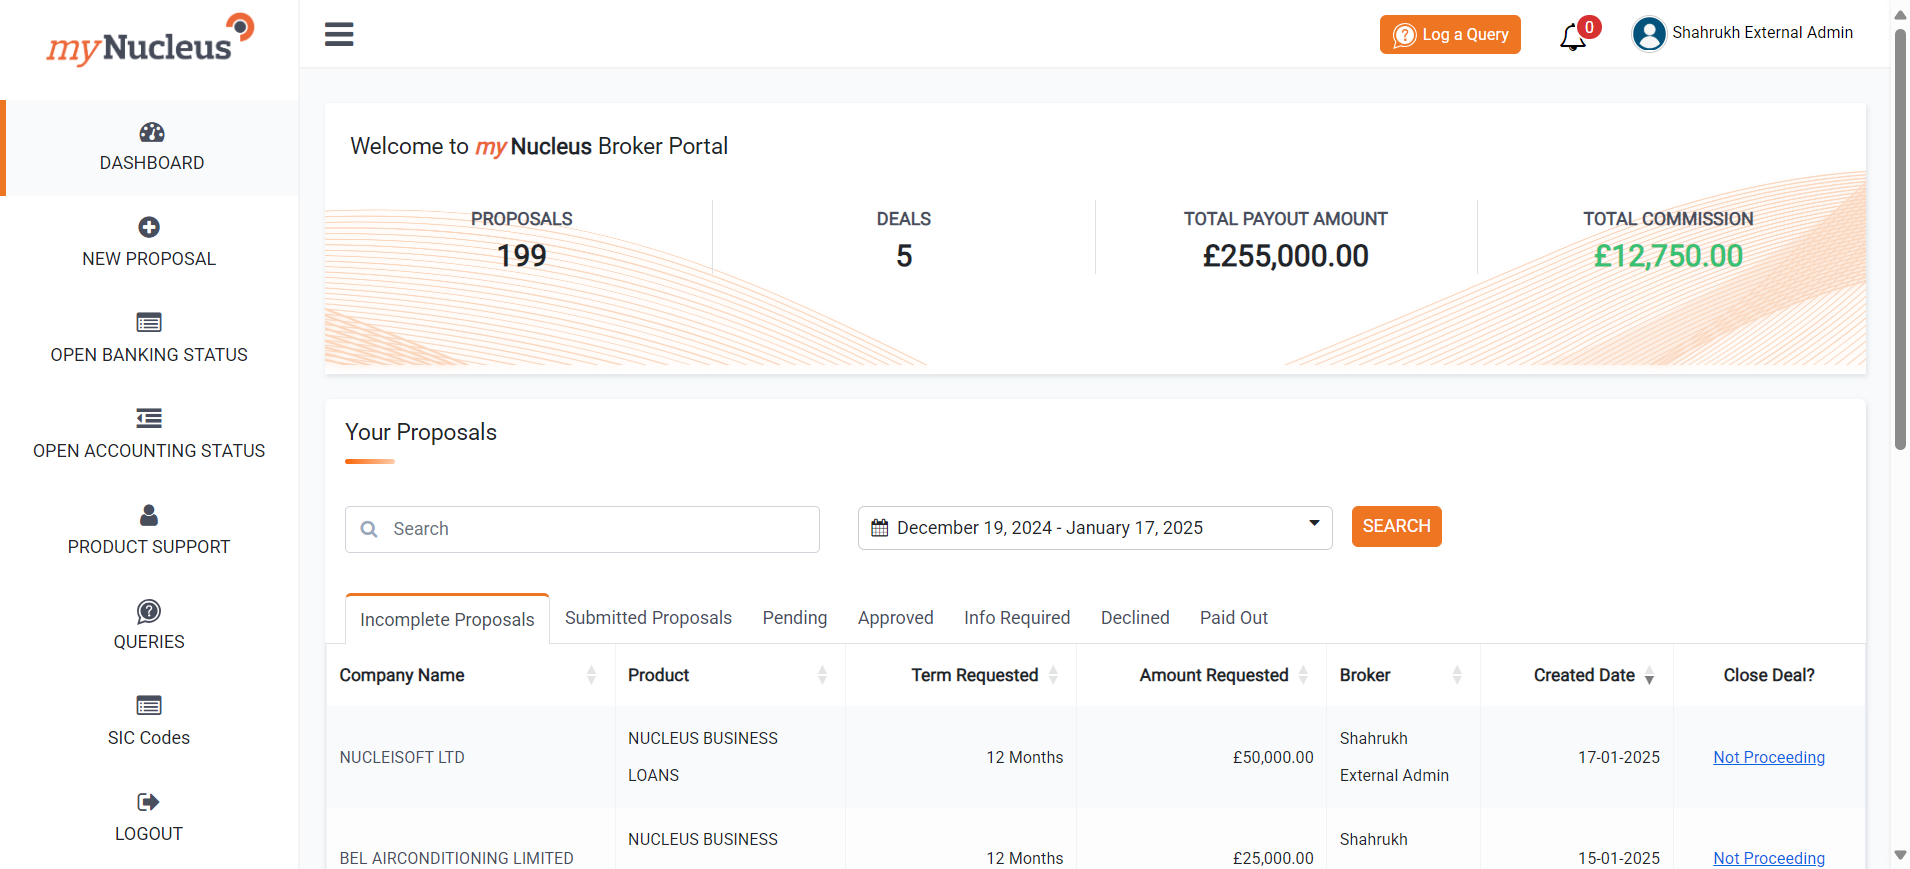 myNucleus
Log a Query
0
Shahrukh External Admin
DASHBOARD
NEW PROPOSAL
OPEN BANKING STATUS
OPEN ACCOUNTING STATUS
PRODUCT SUPPORT
QUERIES
SIC Codes
LOGOUT
Welcome to my Nucleus Broker Portal
PROPOSALS
199
DEALS
5
TOTAL PAYOUT AMOUNT
£255,000.00
TOTAL COMMISSION
£12,750.00
Your Proposals
Search
December 19, 2024 - January 17, 2025
SEARCH
Incomplete Proposals Submitted Proposals Pending Approved Info Required Declined Paid Out
Company Name Product Term Requested Amount Requested Broker Created Date Close Deal?
NUCLEISOFT LTD
NUCLEUS BUSINESS
LOANS
12 Months
£50,000.00
Shahrukh
External Admin
17-01-2025
Not Proceeding
BEL AIRCONDITIONING LIMITED
NUCLEUS BUSINESS
12 Months
£25,000.00
Shahrukh
15-01-2025
Not Proceeding